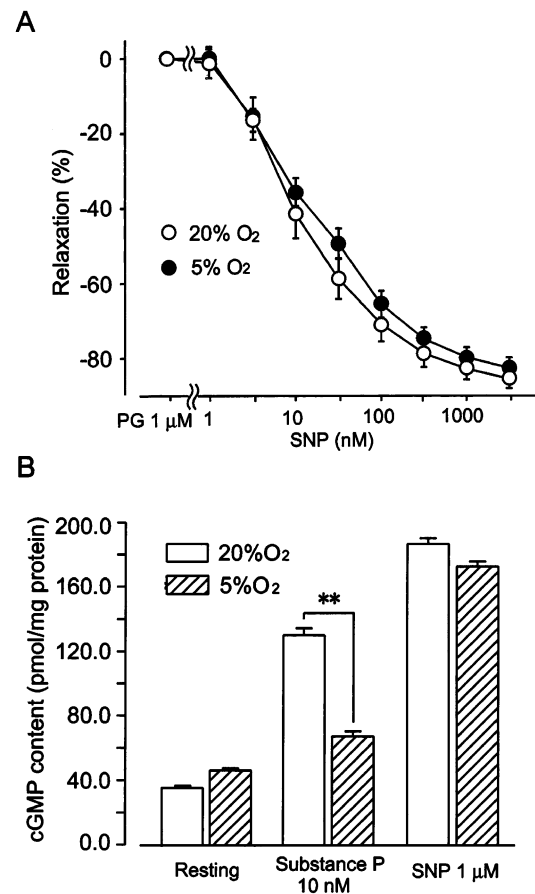 A
0
-20
-40
-60
-80
Relaxation (%)
20% O2
5% O2
PG 1 μM 1 10 100 1000
SNP (nM)
B
200.0
160.0
120.0
80.0
40.0
0.0
cGMP content (pmol/mg protein)
20%O2
5%O2
**
Resting Substance P SNP 1 μM
10 nM